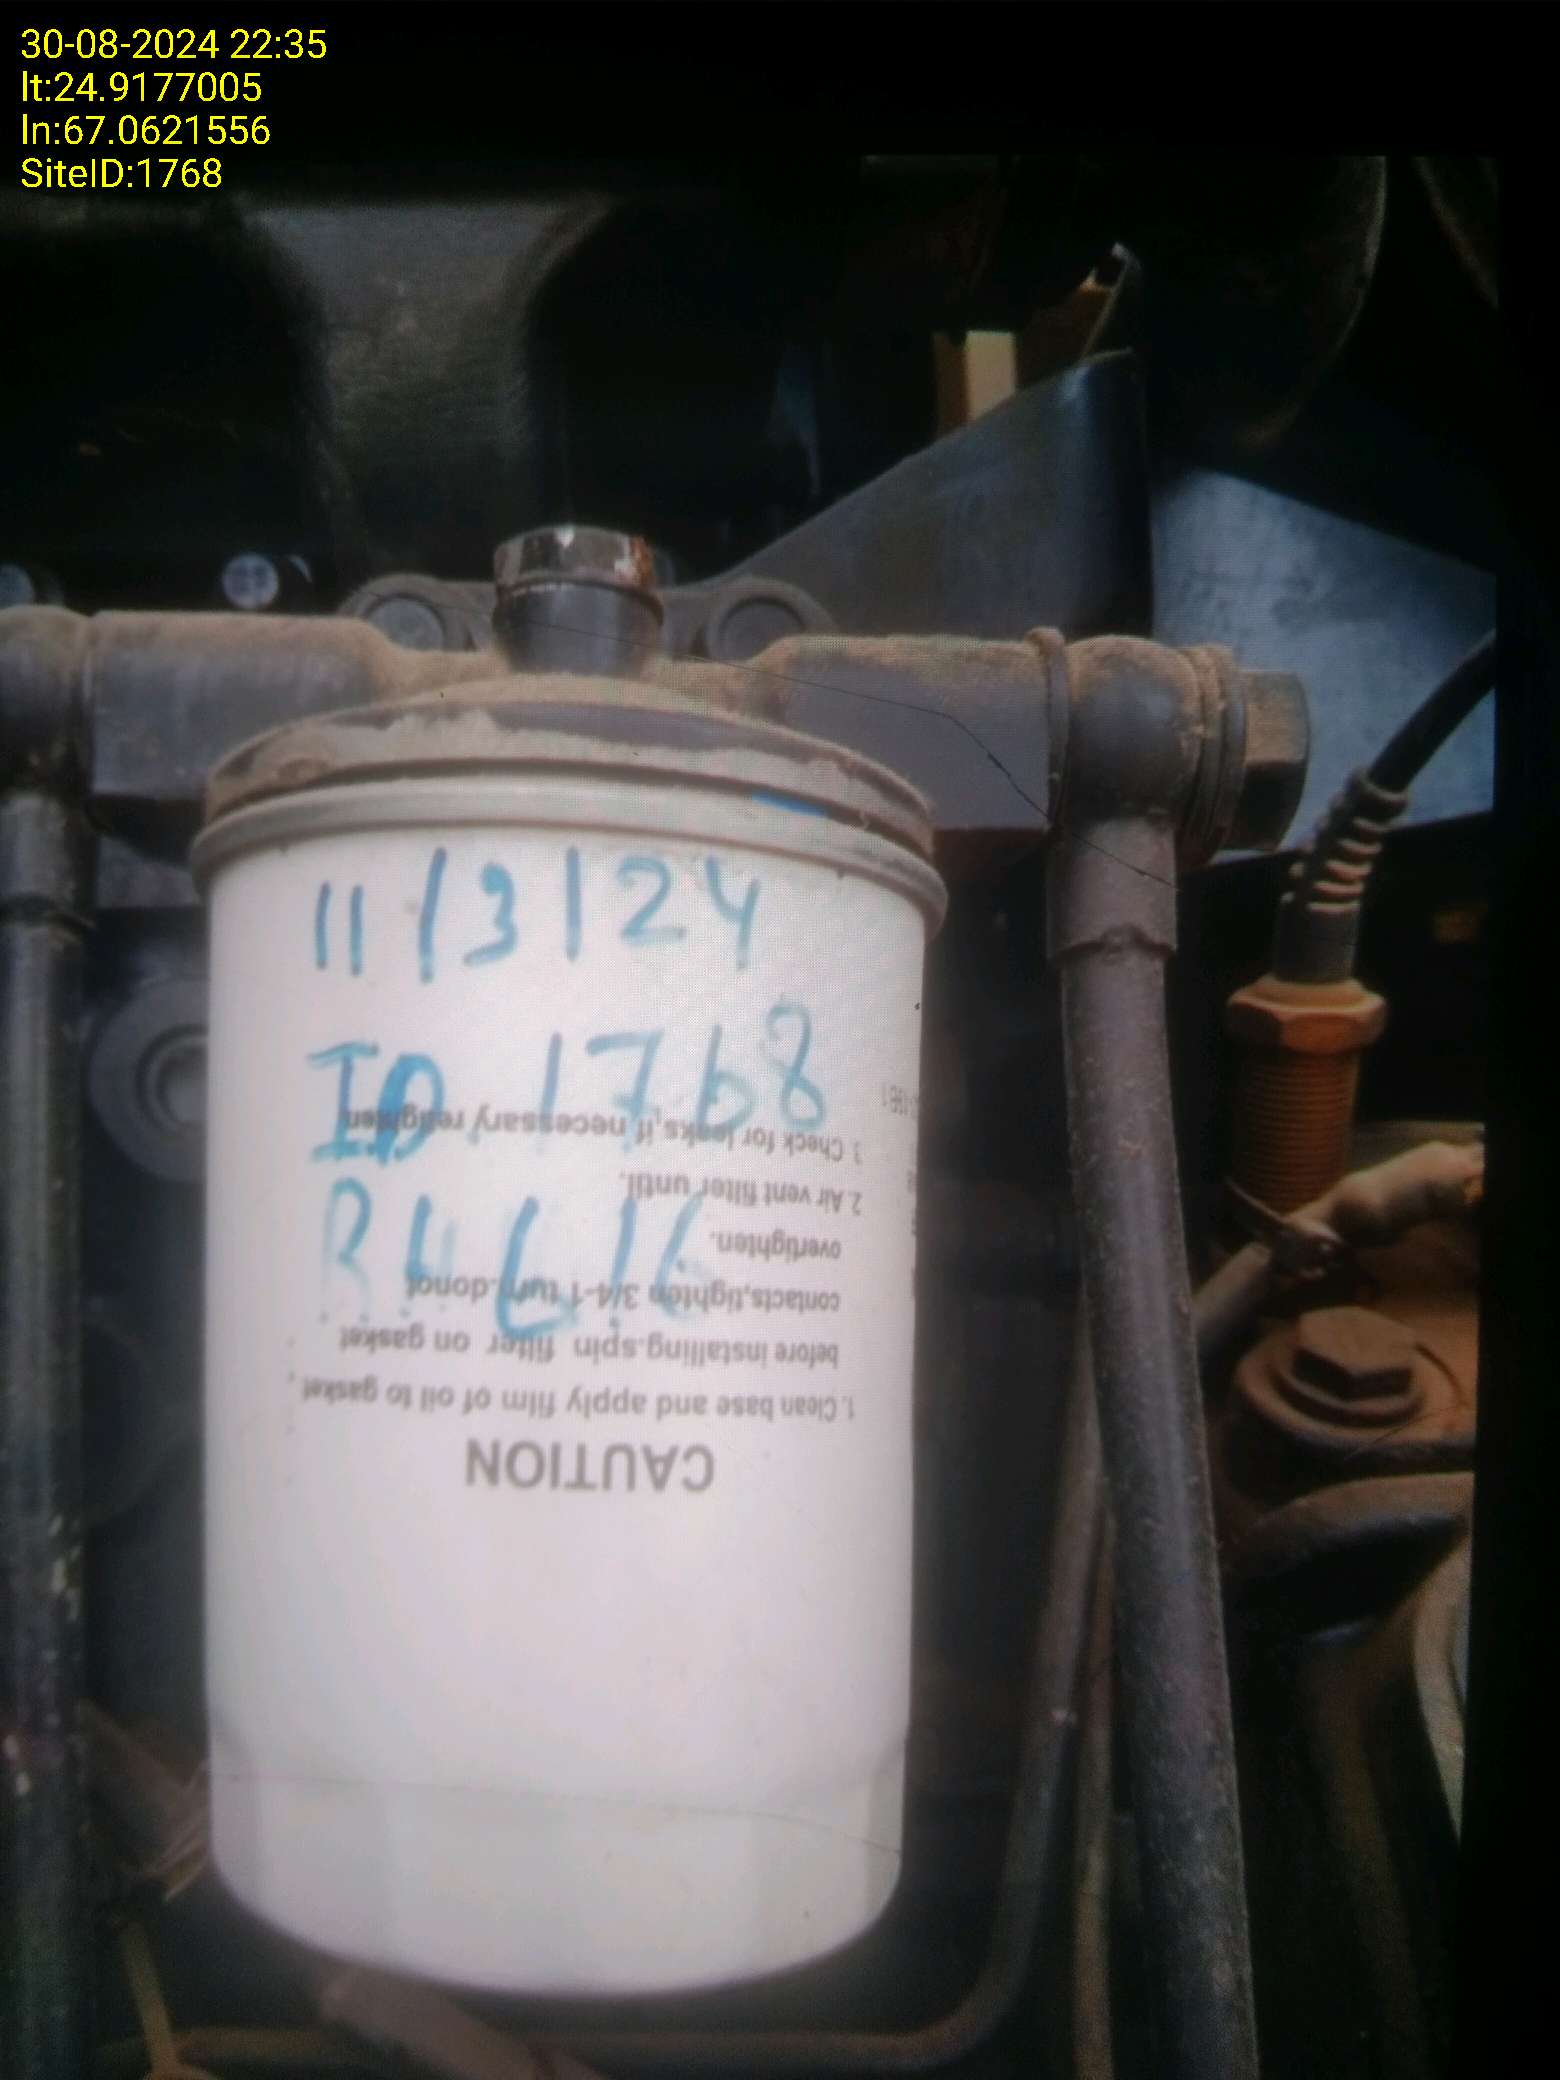 30-08-2024 22:35
lt:24.9177005
ln:67.0621556
SiteID:1768
11/3/24
ID.1768
CAUTION
1. Clean base and apply film of oil to gasket
before installing.spin filter on gasket
contacts,tighten 3/4-1 turn.donot
overtighten.
2. Air vent filter until.
3. Check for leaks,if necessary retighten